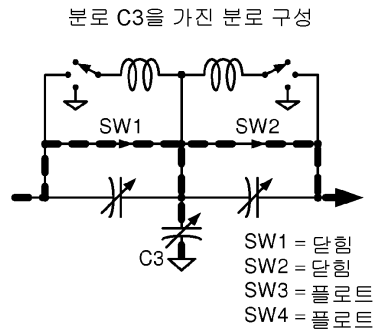 분로 C3을 가진 분로 구성
SW1
SW2
C3
SW1 = 닫힘
SW2 = 닫힘
SW3 = 플로트
SW4 = 플로트